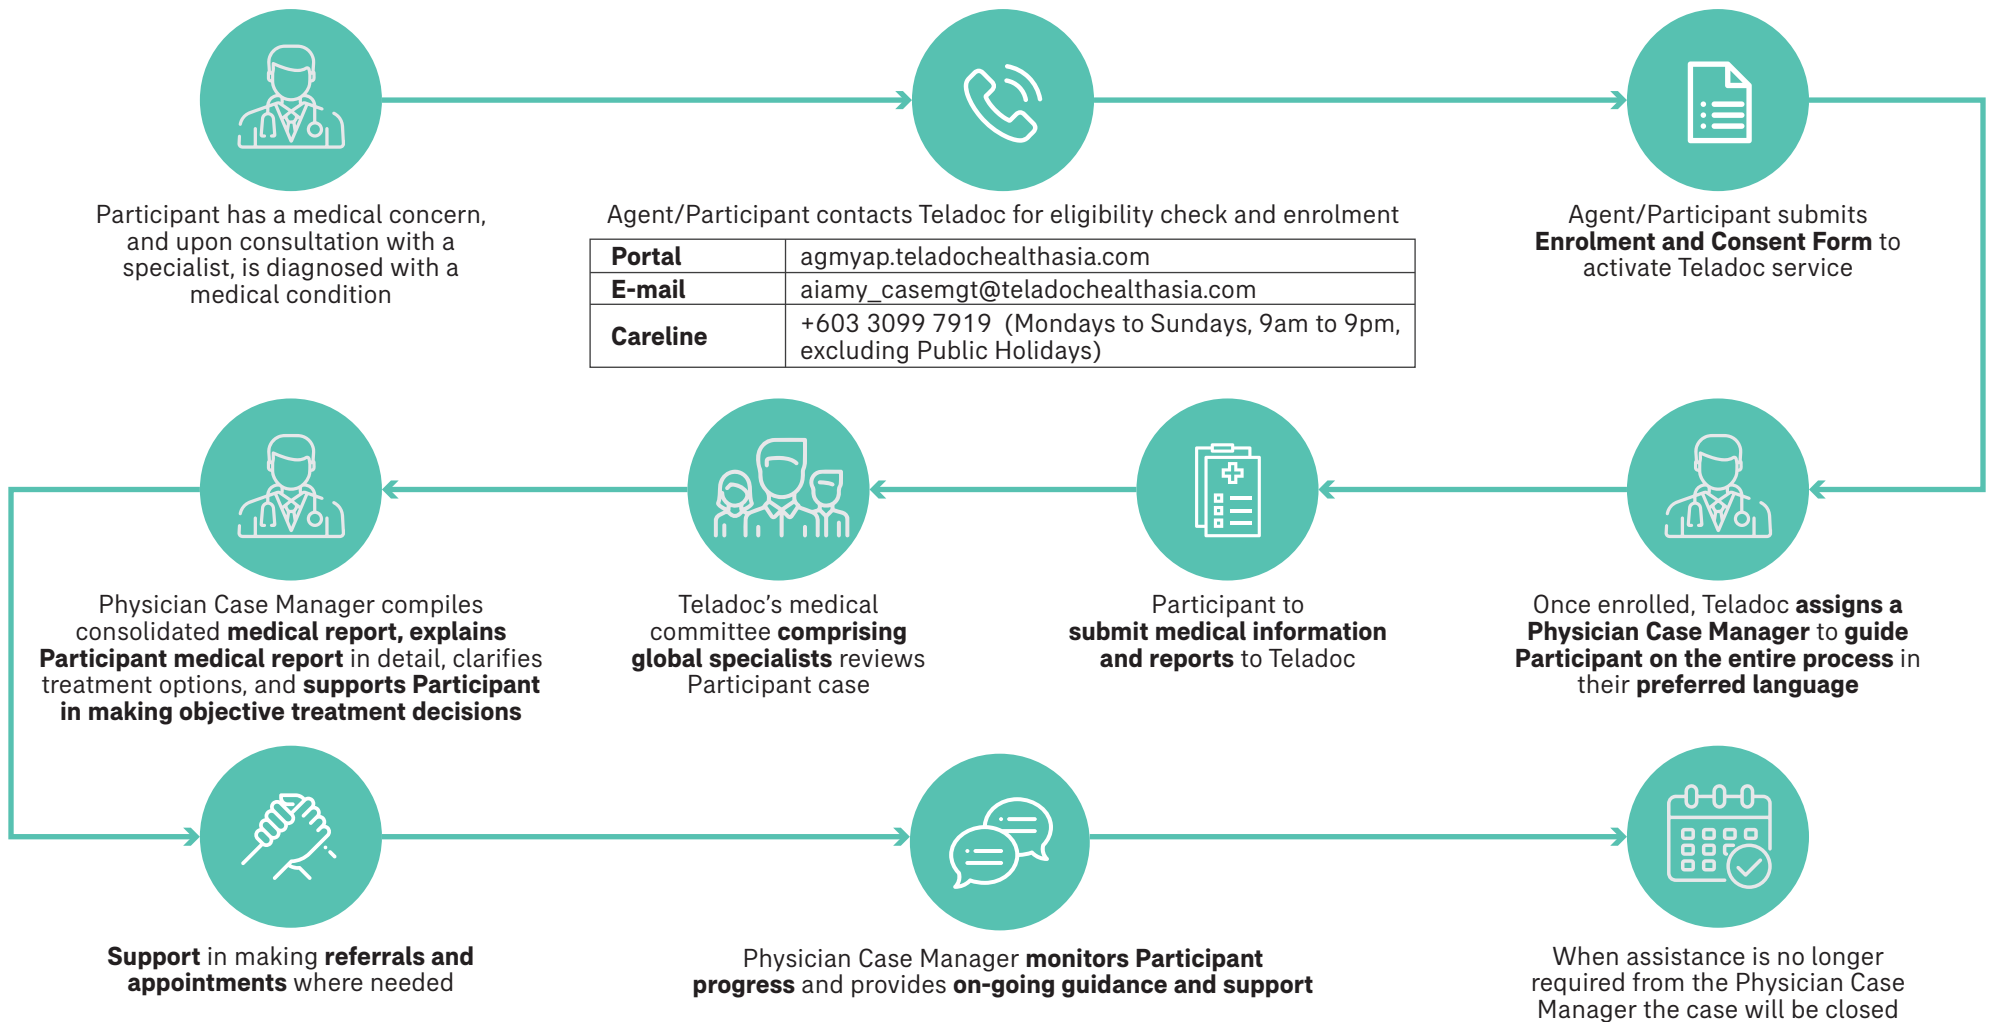 Participant has a medical concern,
and upon consultation with a
specialist, is diagnosed with a
medical condition
Agent/Participant contacts Teladoc for eligibility check and enrolment
Portal agmyap.teladochealthasia.com
E-mail aiamy_casemgt@teladochealthasia.com
Careline +603 3099 7919 (Mondays to Sundays, 9am to 9pm,
excluding Public Holidays)
Agent/Participant submits
Enrolment and Consent Form to
activate Teladoc service
Once enrolled, Teladoc assigns a
Physician Case Manager to guide
Participant on the entire process in
their preferred language
Participant to
submit medical information
and reports to Teladoc
Teladoc’s medical
committee comprising
global specialists reviews
Participant case
Physician Case Manager compiles
consolidated medical report, explains
Participant medical report in detail, clarifies
treatment options, and supports Participant
in making objective treatment decisions
Support in making referrals and
appointments where needed
Physician Case Manager monitors Participant
progress and provides on-going guidance and support
When assistance is no longer
required from the Physician Case
Manager the case will be closed